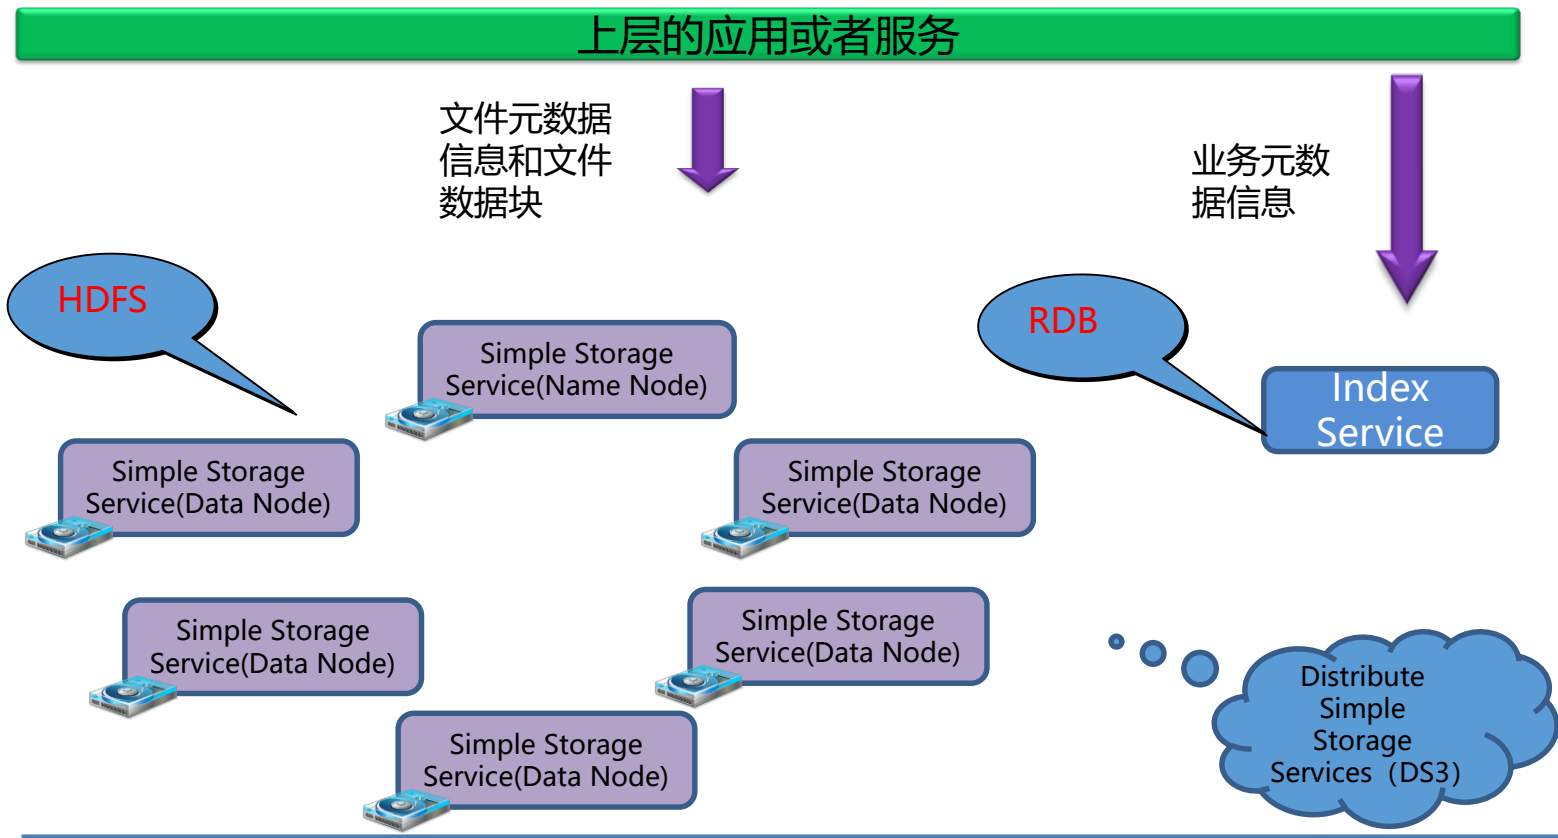 上层的应用或者服务
文件元数据
信息和文件
数据块
业务元数
据信息
HDFS
RDB
Simple Storage
Service(Name Node)
Index
Service
Simple Storage
Service(Data Node)
Simple Storage
Service(Data Node)
Simple Storage
Service(Data Node)
Simple Storage
Service(Data Node)
Simple Storage
Service(Data Node)
Distribute
Simple
Storage
Services（DS3）